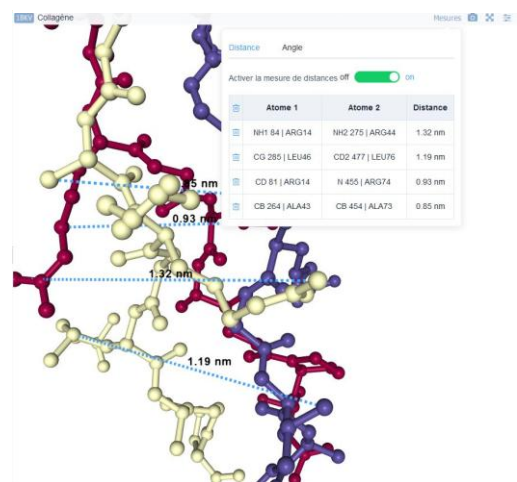 1BKV Collagène Mesures
Distance Angle
Activer la mesure de distances off on
Atome 1 Atome 2 Distance
NH1 84 | ARG14 NH2 275 | ARG44 1.32 nm
CG 285 | LEU46 CD2 477 | LEU76 1.19 nm
CD 81 | ARG14 N 455 | ARG74 0.93 nm
CB 264 | ALA43 CB 454 | ALA73 0.85 nm
.85 nm
0.93 nm
1.32 nm
1.19 nm